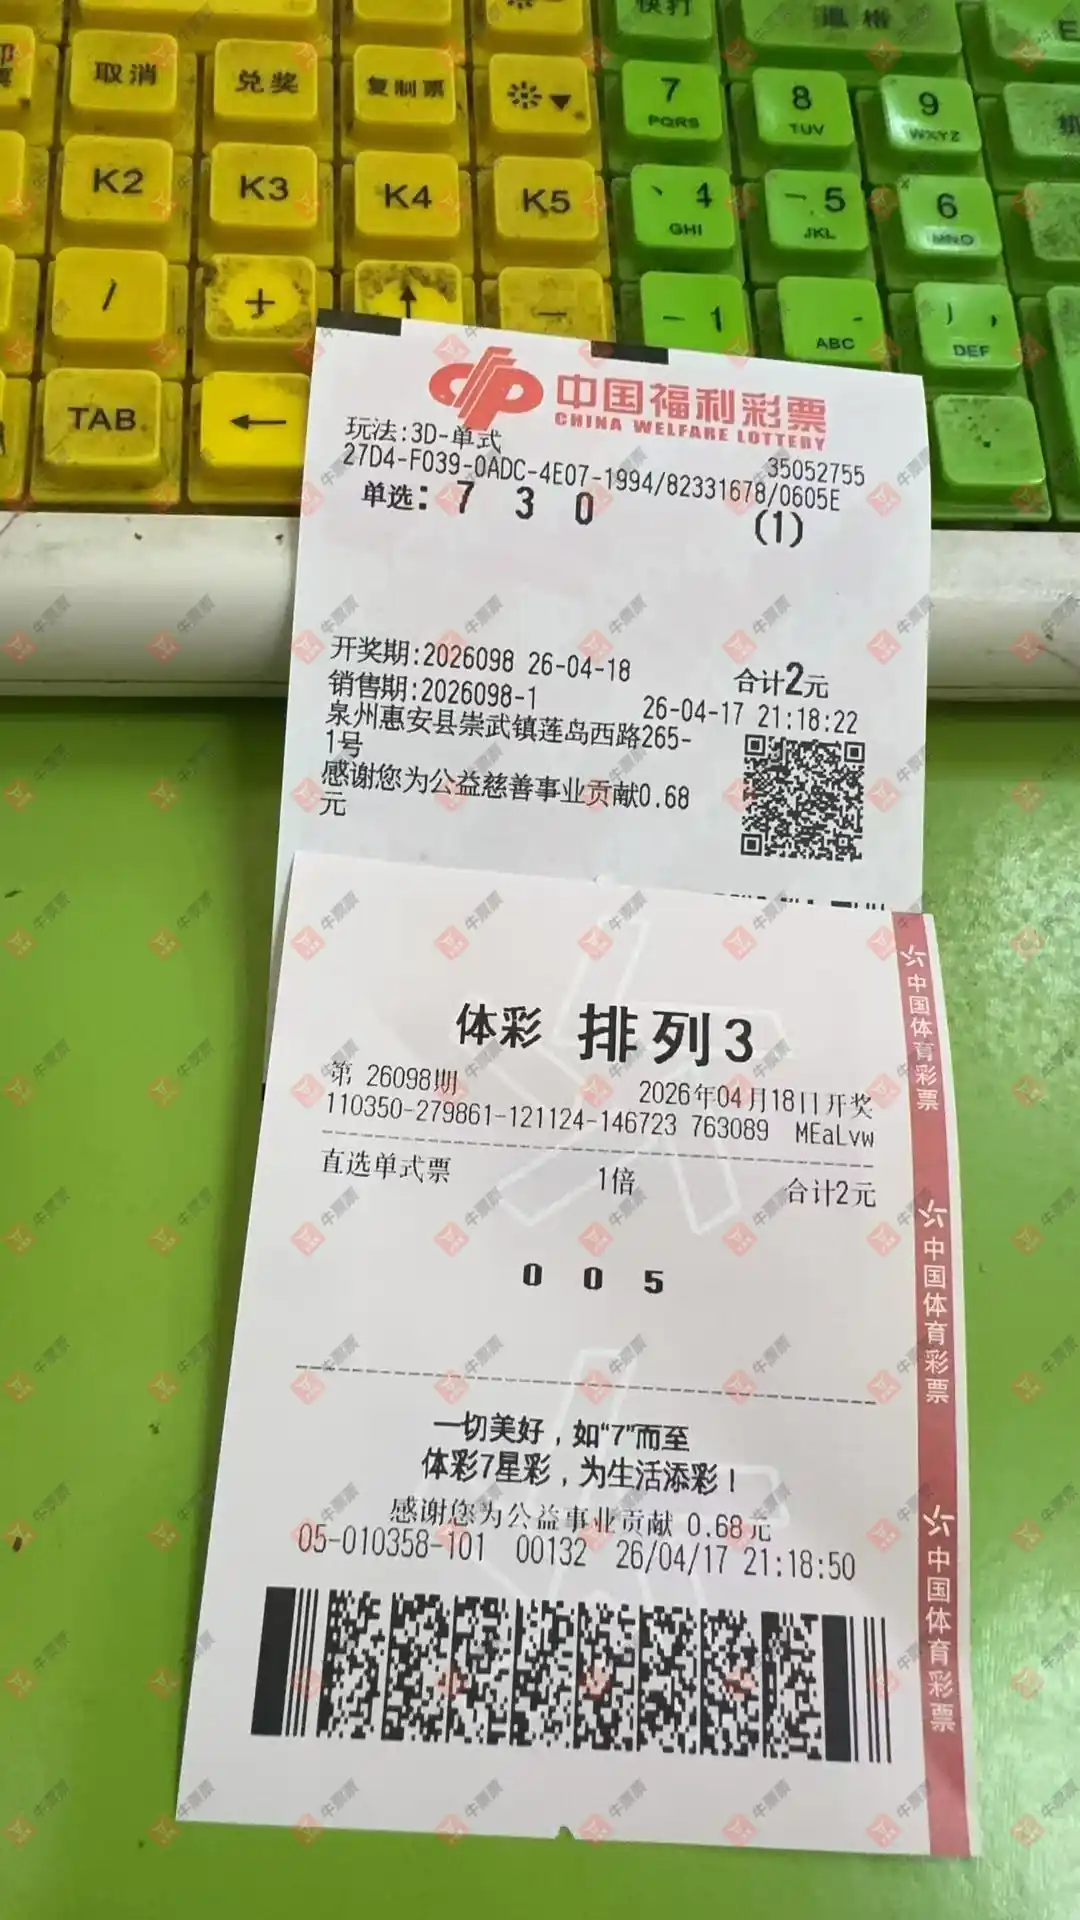 快打
退格
取消
兑奖
复制票
7
PQRS
8
TUV
9
WXYZ
K2
K3
K4
K5
4
GHI
5
JKL
6
MNO
/
+
↑
—
1
ABC
DEF
TAB
←
中国福利彩票
CHINA WELFARE LOTTERY
玩法:3D-单式
35052755
27D4-F039-0ADC-4E07-1994/82331678/0605E
单选: 7 3 0 (1)
开奖期:2026098 26-04-18
合计2元
销售期:2026098-1
26-04-17 21:18:22
泉州惠安县崇武镇莲岛西路265-
1号
感谢您为公益慈善事业贡献0.68
元
体彩 排列3
第 26098期
2026年04月18日开奖
110350-279861-121124-146723 763089 MEaLvw
直选单式票 1倍 合计2元
0 0 5
一切美好，如“7”而至
体彩7星彩，为生活添彩！
感谢您为公益事业贡献 0.68元
05-010358-101 00132 26/04/17 21:18:50
中国体育彩票
中国体育彩票
中国体育彩票
牛票票